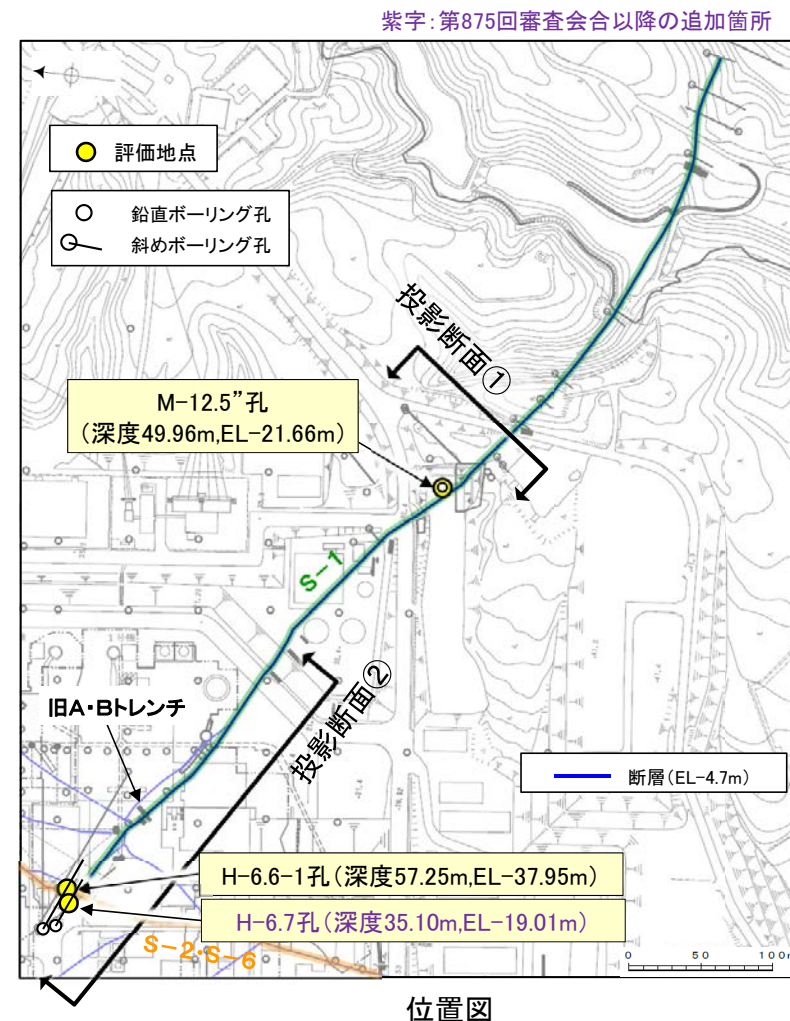 紫字：第875回審査会合以降の追加箇所
評価地点
鉛直ボーリング孔
斜めボーリング孔
投影断面①
M-12.5”孔
(深度49.96m,EL-21.66m)
S-1
投影断面②
旧A・Bトレンチ
断層(EL-4.7m)
H-6.6-1孔(深度57.25m,EL-37.95m)
H-6.7孔(深度35.10m,EL-19.01m)
S-2・S-6
0 50 100m
位置図